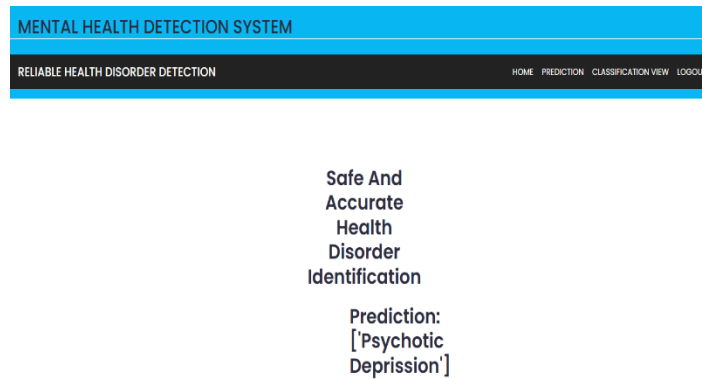 MENTAL HEALTH DETECTION SYSTEM
RELIABLE HEALTH DISORDER DETECTION
HOME PREDICTION CLASSIFICATION VIEW LOGOU
Safe And
Accurate
Health
Disorder
Identification
Prediction:
['Psychotic
Deprission']